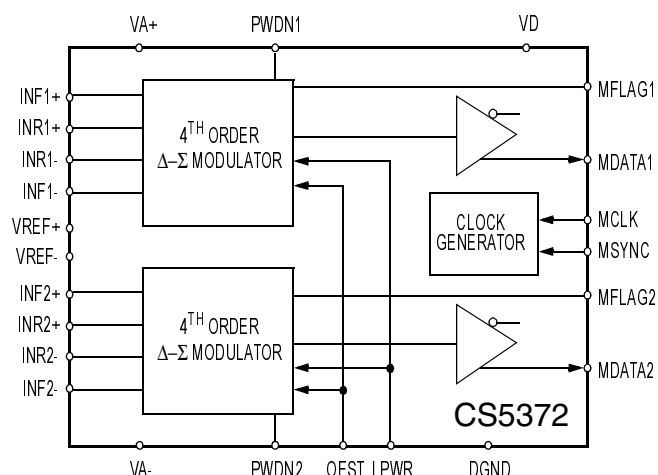 VA+ PWDN1 VD
INF1+
INR1+
INR1-
INF1-
VREF+
VREF-
INF2+
INR2+
INR2-
INF2-
4TH ORDER
Δ–Σ MODULATOR
4TH ORDER
Δ–Σ MODULATOR
CLOCK
GENERATOR
MFLAG1
MDATA1
MCLK
MSYNC
MFLAG2
MDATA2
CS5372
VA- PWDN2 OFST LPWR DGND